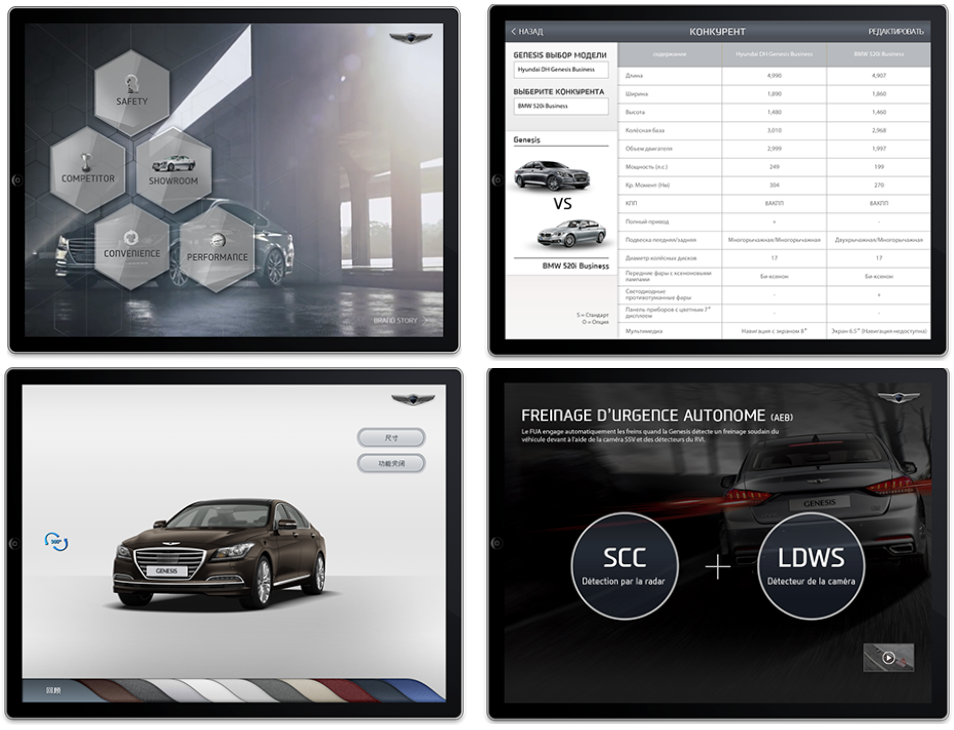 SAFETY
COMPETITOR
SHOWROOM
CONVENIENCE
PERFORMANCE
BRAND STORY
НАЗАД
КОНКУРЕНТ
РЕДАКТИРОВАТЬ
GENESIS ВЫБОР МОДЕЛИ
Hyundai DH Genesis Business
ВЫБЕРИТЕ КОНКУРЕНТА
BMW 520i Business
Genesis
VS
BMW 520i Business
S = Стандарт
O = Опция
содержание Hyundai DH Genesis Business BMW 520i Business
Длина 4,990 4,907
Ширина 1,890 1,860
Высота 1,480 1,460
Колёсная база 3,010 2,968
Объем двигателя 2,999 1,997
Мощность (л.с.) 249 199
Кр. Момент (Нм) 304 270
КПП 8АКПП 8АКПП
Полный привод + -
Подвеска передняя/задняя Многорычажная/Многорычажная Двухрычажная/Многорычажная
Диаметр колёсных дисков 17 17
Передние фары с ксеноновыми
лампами Би-ксенон Би-ксенон
Светодиодные
противотуманные фары - +
Панель приборов с цветным 7"
дисплеем - -
Мультимедиа Навигация с экраном 8" Экран 6.5" (Навигация недоступна)
尺寸
功能关闭
360°
GENESIS
回顾
FREINAGE D'URGENCE AUTONOME (AEB)
Le FUA engage automatiquement les freins quand la Genesis détecte un freinage soudain du
véhicule devant à l'aide de la caméra SSV et des détecteurs du RVI.
GENESIS
SCC
Détection par la radar
+
LDWS
Détecteur de la caméra